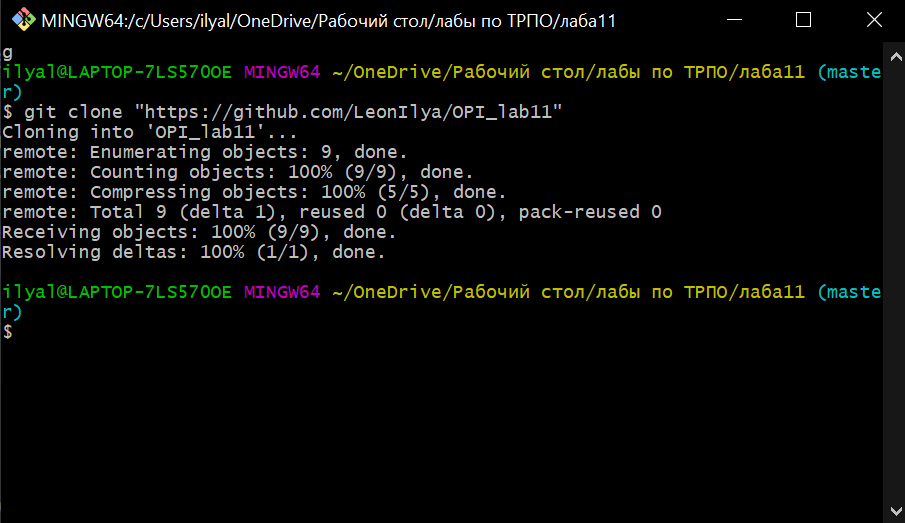 MINGW64:/c/Users/ilyal/OneDrive/Рабочий стол/лабы по ТРПО/лаба11
g
ilyal@LAPTOP-7LS57OOE MINGW64 ~/OneDrive/Рабочий стол/лабы по ТРПО/лаба11 (maste
r)
$ git clone "https://github.com/LeonIlya/OPI_lab11"
Cloning into 'OPI_lab11'...
remote: Enumerating objects: 9, done.
remote: Counting objects: 100% (9/9), done.
remote: Compressing objects: 100% (5/5), done.
remote: Total 9 (delta 1), reused 0 (delta 0), pack-reused 0
Receiving objects: 100% (9/9), done.
Resolving deltas: 100% (1/1), done.
ilyal@LAPTOP-7LS57OOE MINGW64 ~/OneDrive/Рабочий стол/лабы по ТРПО/лаба11 (maste
r)
$